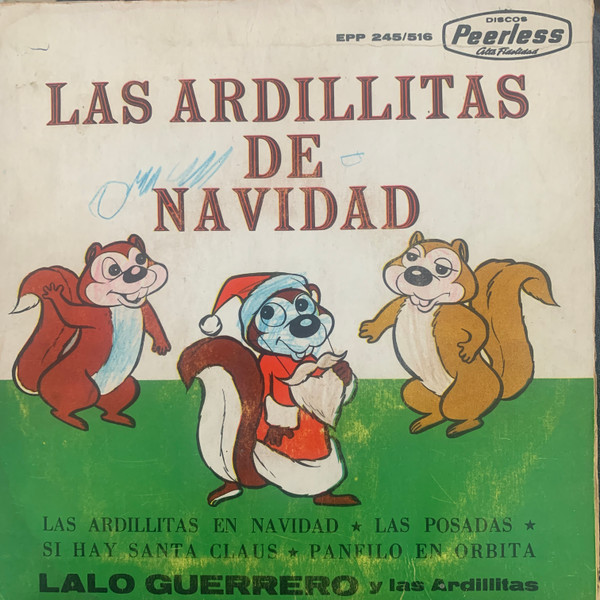 EPP 245/516
DISCOS
Peerless
Alta Fidelidad
LAS ARDILLITAS
DE
NAVIDAD
LAS ARDILLITAS EN NAVIDAD ★ LAS POSADAS ★
SI HAY SANTA CLAUS ★ PANFILO EN ORBITA
LALO GUERRERO y las Ardillitas